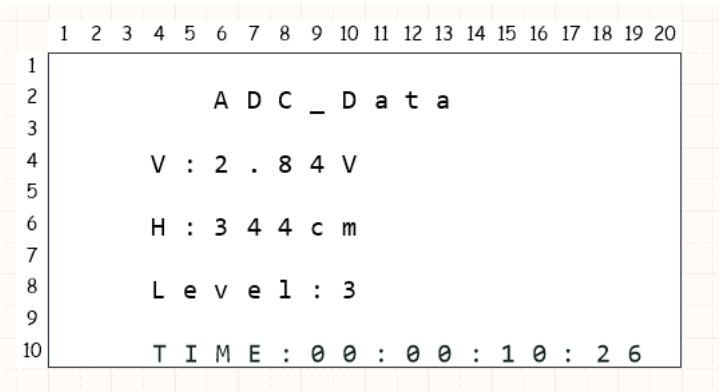 1 2 3 4 5 6 7 8 9 10 11 12 13 14 15 16 17 18 19 20
1
2 ADC_Data
3
4 V:2.84V
5
6 H:344cm
7
8 Level:3
9
10 TIME:00:00:10:26